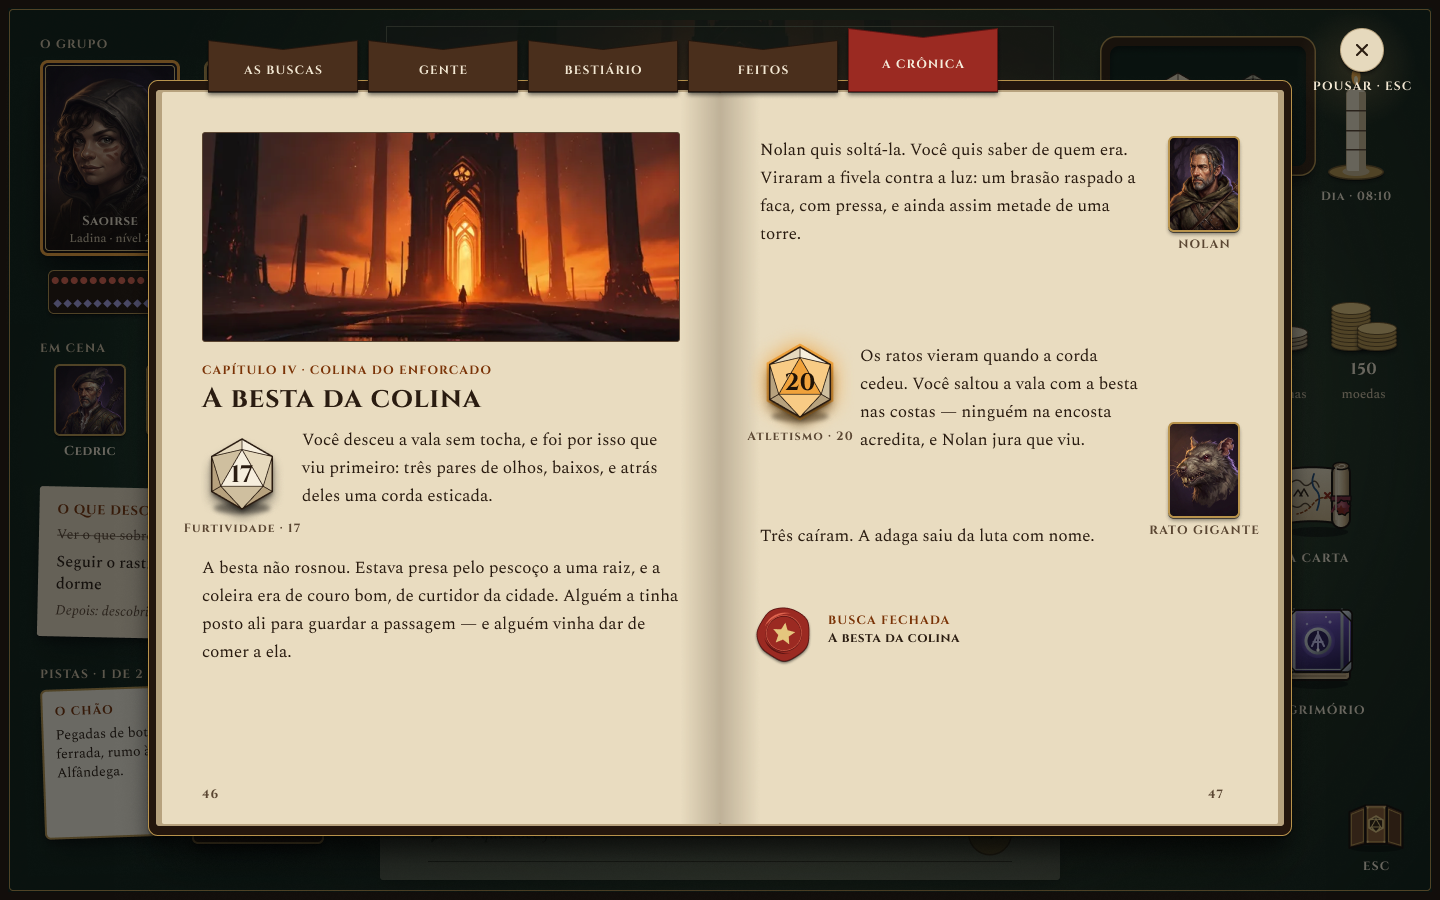 O GRUPO
AS BUSCAS
GENTE
BESTIÁRIO
FEITOS
A CRÔNICA
POUSAR · ESC
SAOIRSE
Ladina · nível 2
EM CENA
CEDRIC
O QUE DESC
Ver o que sobr
Seguir o rast
dorme
Depois: descobri
PISTAS · 1 DE 2
O CHÃO
Pegadas de bot
ferrada, rumo à
Alfândega.
CAPÍTULO IV · COLINA DO ENFORCADO
A BESTA DA COLINA
17
FURTIVIDADE · 17
Você desceu a vala sem tocha, e foi por isso que
viu primeiro: três pares de olhos, baixos, e atrás
deles uma corda esticada.
A besta não rosnou. Estava presa pelo pescoço a uma raiz, e a
coleira era de couro bom, de curtidor da cidade. Alguém a tinha
posto ali para guardar a passagem — e alguém vinha dar de
comer a ela.
46
Nolan quis soltá-la. Você quis saber de quem era.
Viraram a fivela contra a luz: um brasão raspado a
faca, com pressa, e ainda assim metade de uma
torre.
NOLAN
20
ATLETISMO · 20
Os ratos vieram quando a corda
cedeu. Você saltou a vala com a besta
nas costas — ninguém na encosta
acredita, e Nolan jura que viu.
RATO GIGANTE
Três caíram. A adaga saiu da luta com nome.
BUSCA FECHADA
A BESTA DA COLINA
47
DIA · 08:10
150
moedas
A CARTA
GRIMÓRIO
ESC